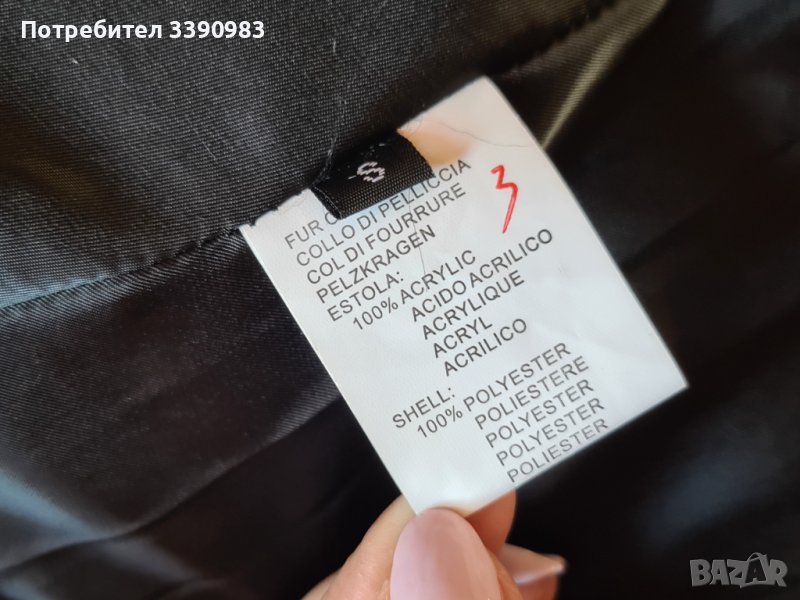 Потребител 3390983
S
3
FUR
COLLO DI PELLICCIA
COL DI FOURRURE
PELZKRAGEN
ESTOLA:
100% ACRYLIC
ACIDO ACRILICO
ACRYLIQUE
ACRYL
ACRILICO
SHELL:
100% POLYESTER
POLIESTERE
POLYESTER
POLYESTER
POLIESTER
BAZAR